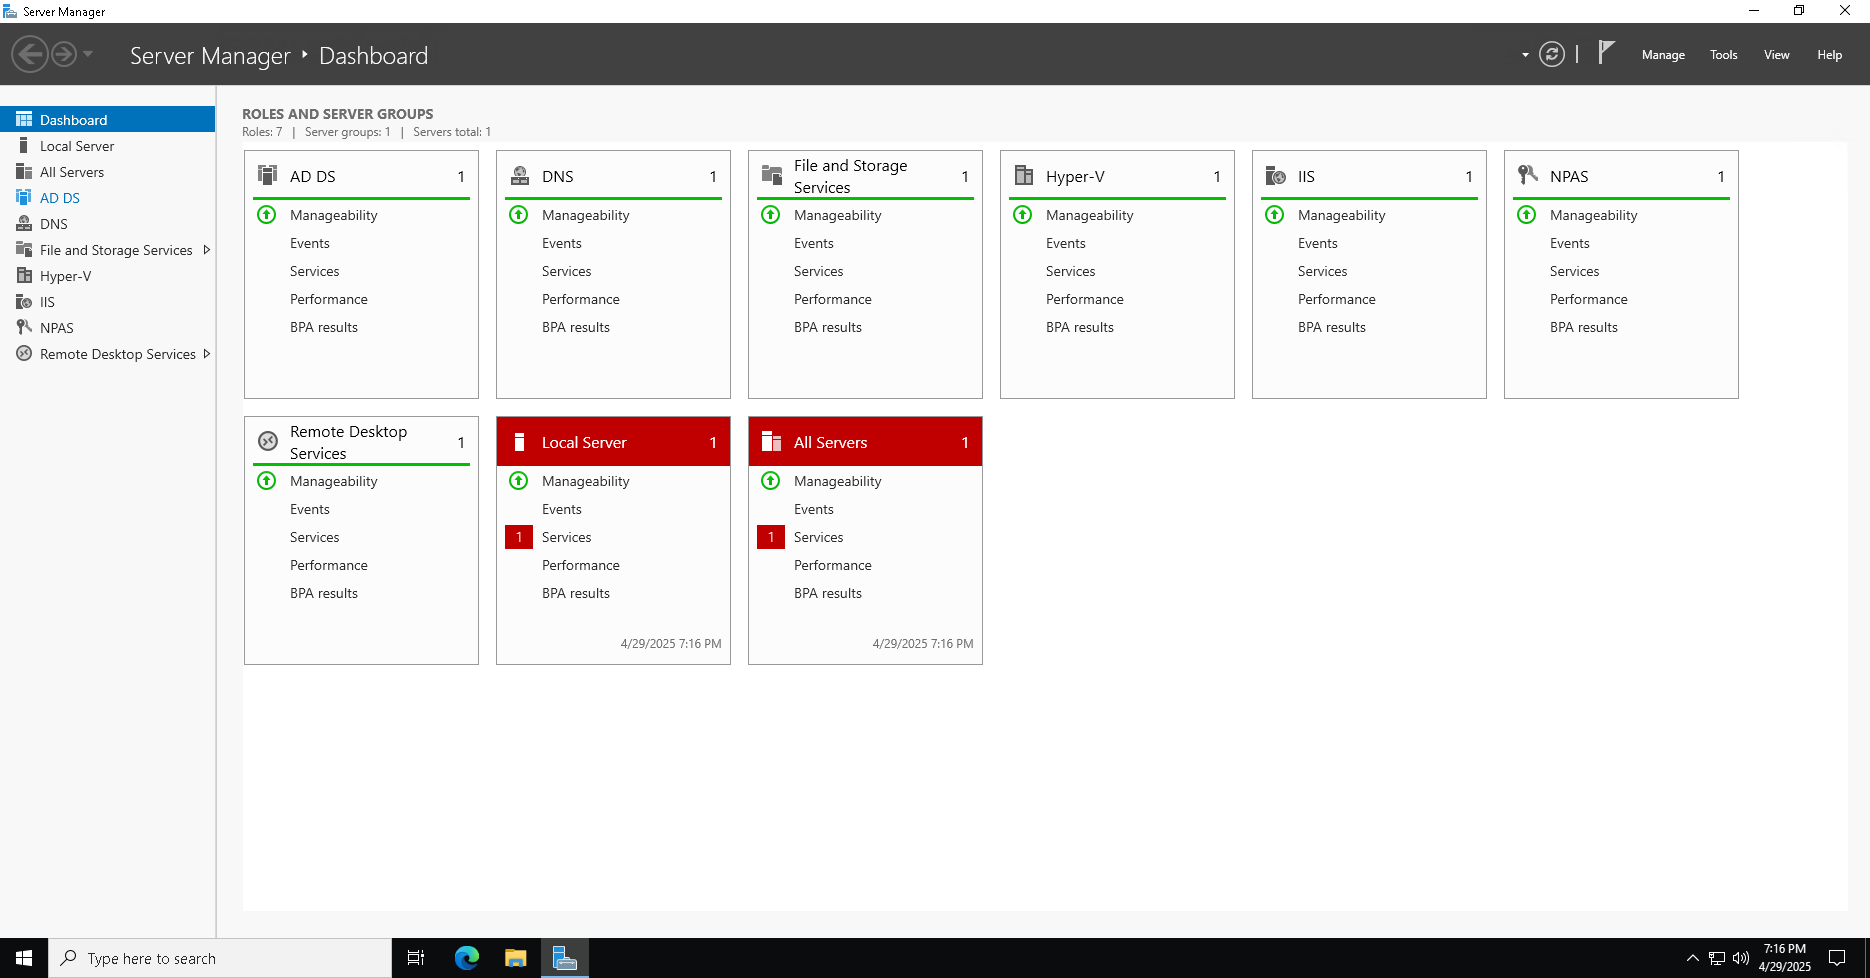 Server Manager
Server Manager ‣ Dashboard
Manage Tools View Help
Dashboard
Local Server
All Servers
AD DS
DNS
File and Storage Services
Hyper-V
IIS
NPAS
Remote Desktop Services
ROLES AND SERVER GROUPS
Roles: 7 | Server groups: 1 | Servers total: 1
AD DS 1
Manageability
Events
Services
Performance
BPA results
DNS 1
Manageability
Events
Services
Performance
BPA results
File and Storage
Services 1
Manageability
Events
Services
Performance
BPA results
Hyper-V 1
Manageability
Events
Services
Performance
BPA results
IIS 1
Manageability
Events
Services
Performance
BPA results
NPAS 1
Manageability
Events
Services
Performance
BPA results
Remote Desktop
Services 1
Manageability
Events
Services
Performance
BPA results
Local Server 1
Manageability
Events
1 Services
Performance
BPA results
4/29/2025 7:16 PM
All Servers 1
Manageability
Events
1 Services
Performance
BPA results
4/29/2025 7:16 PM
Type here to search
7:16 PM
4/29/2025